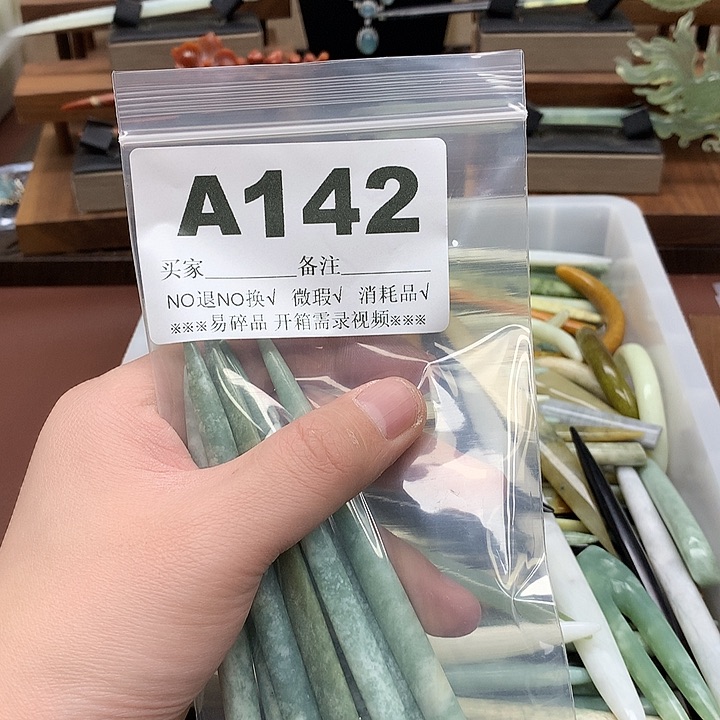 A142
买家________备注________
NO退NO换√ 微瑕√ 消耗品√
※※※易碎品 开箱需录视频※※※